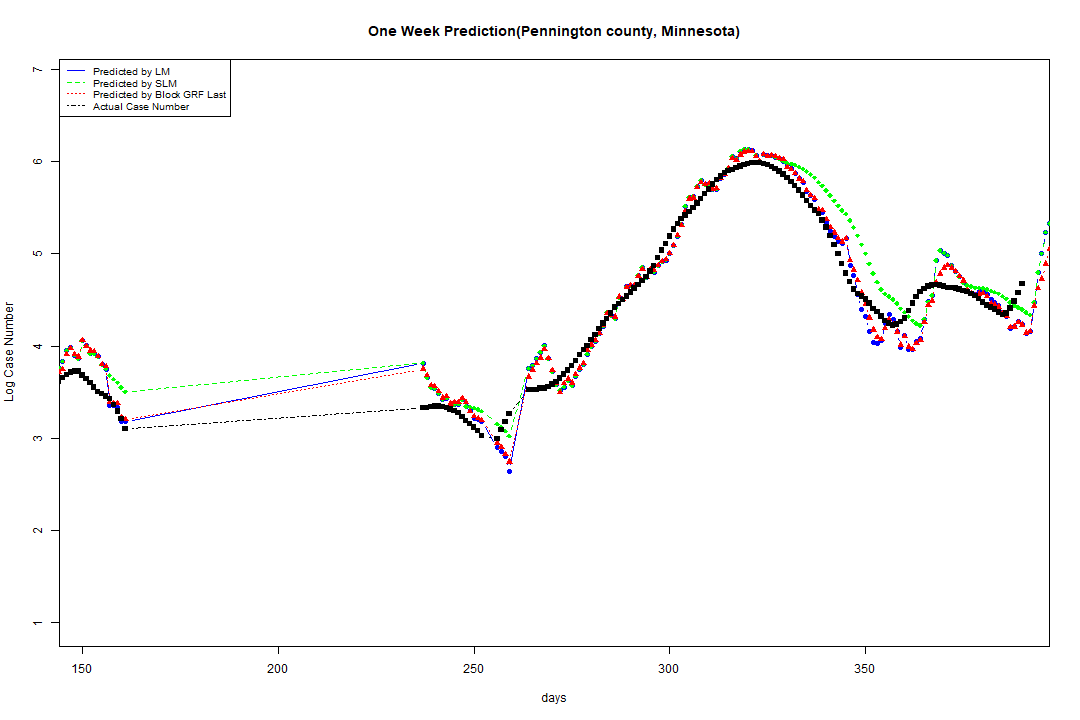 One Week Prediction(Pennington county, Minnesota)
Predicted by LM
Predicted by SLM
Predicted by Block GRF Last
Actual Case Number
7
6
5
4
3
2
1
Log Case Number
150 200 250 300 350
days